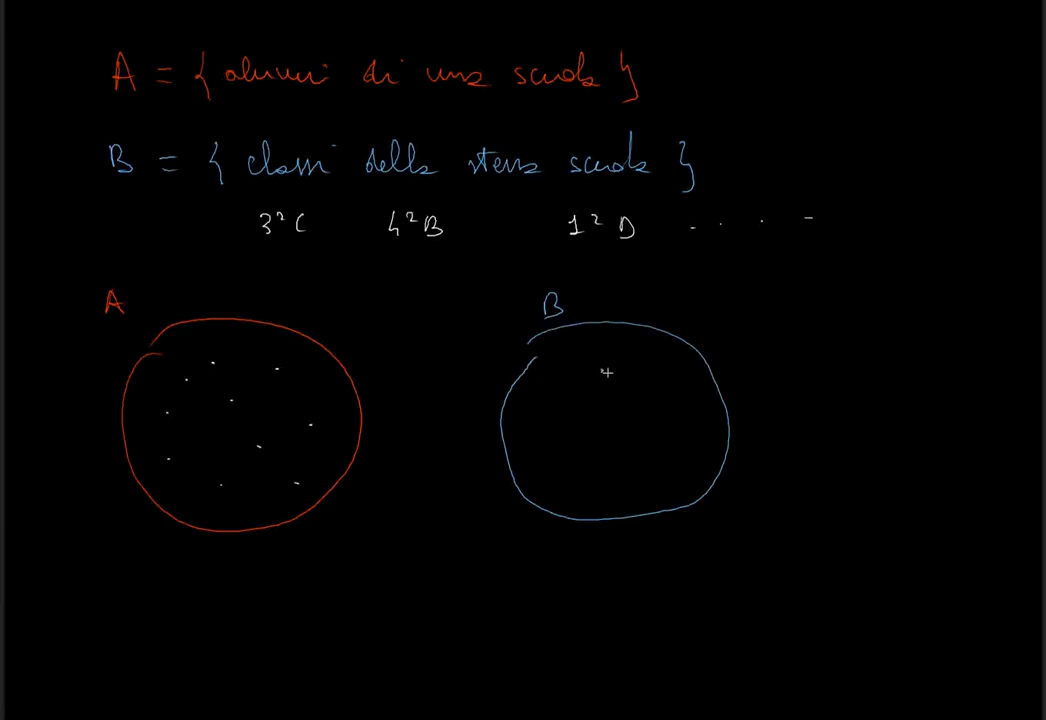 A = { alunni di una scuola }
B = { classi della stessa scuola }
3ª C 4ª B 1ª D . . . -
A B